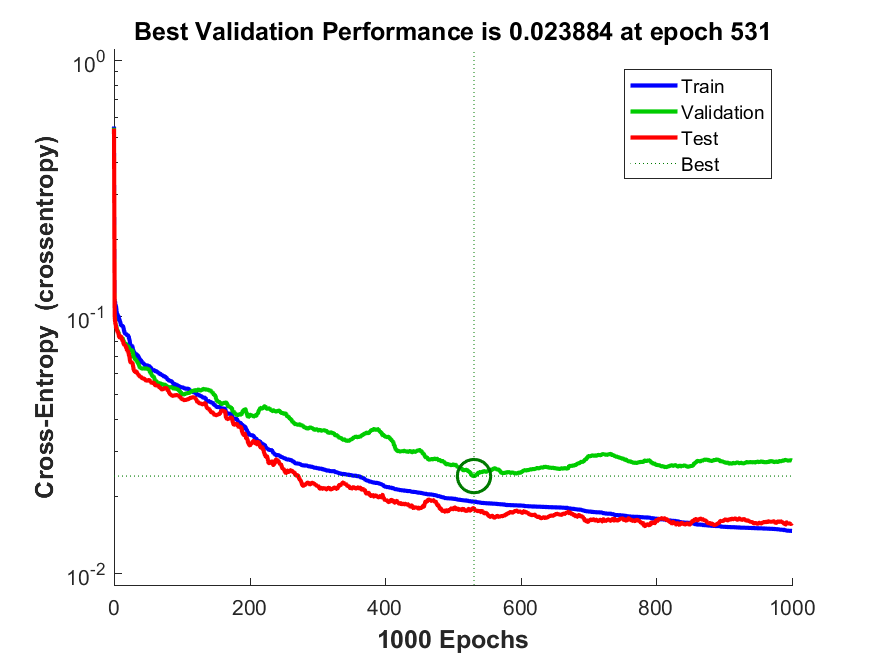 Best Validation Performance is 0.023884 at epoch 531
Cross-Entropy  (crossentropy)
10^0
10^-1
10^-2
Train
Validation
Test
Best
0 200 400 600 800 1000
1000 Epochs